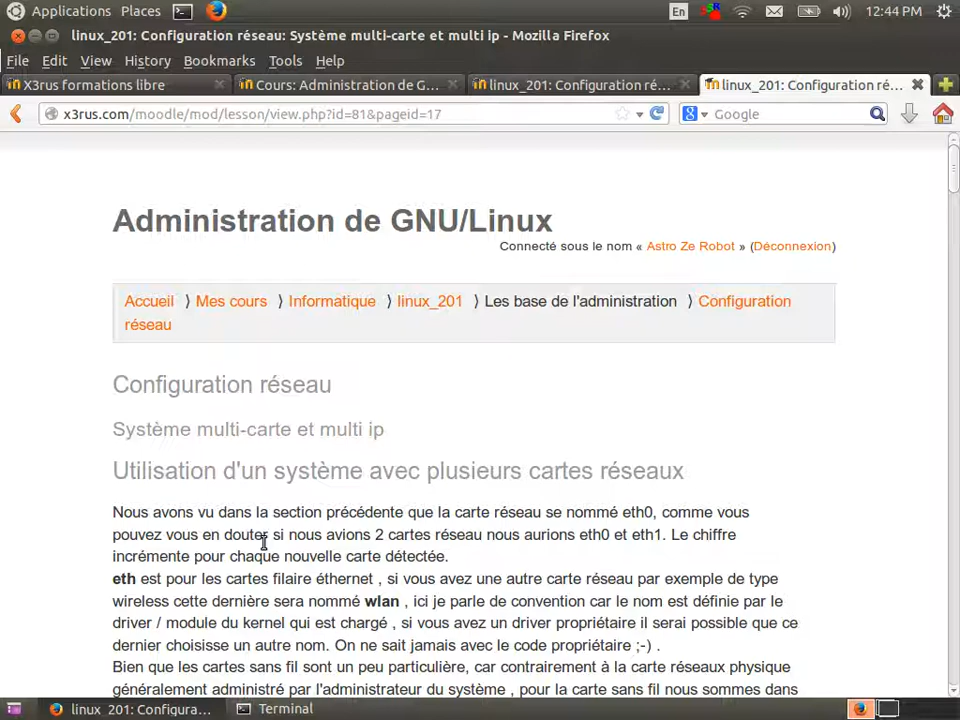 Applications Places En 12:44 PM
linux_201: Configuration réseau: Système multi-carte et multi ip - Mozilla Firefox
File Edit View History Bookmarks Tools Help
X3rus formations libre Cours: Administration de G... linux_201: Configuration ré... linux_201: Configuration ré...
x3rus.com/moodle/mod/lesson/view.php?id=81&pageid=17 Google
Administration de GNU/Linux
Connecté sous le nom « Astro Ze Robot » (Déconnexion)
Accueil ⟩ Mes cours ⟩ Informatique ⟩ linux_201 ⟩ Les base de l'administration ⟩ Configuration
réseau
Configuration réseau
Système multi-carte et multi ip
Utilisation d'un système avec plusieurs cartes réseaux
Nous avons vu dans la section précédente que la carte réseau se nommé eth0, comme vous
pouvez vous en douter si nous avions 2 cartes réseau nous aurions eth0 et eth1. Le chiffre
incrémente pour chaque nouvelle carte détectée.
eth est pour les cartes filaire éthernet , si vous avez une autre carte réseau par exemple de type
wireless cette dernière sera nommé wlan , ici je parle de convention car le nom est définie par le
driver / module du kernel qui est chargé , si vous avez un driver propriétaire il serai possible que ce
dernier choisisse un autre nom. On ne sait jamais avec le code propriétaire ;-) .
Bien que les cartes sans fil sont un peu particulière, car contrairement à la carte réseaux physique
généralement administré par l'administrateur du système , pour la carte sans fil nous sommes dans
linux_201: Configura... Terminal